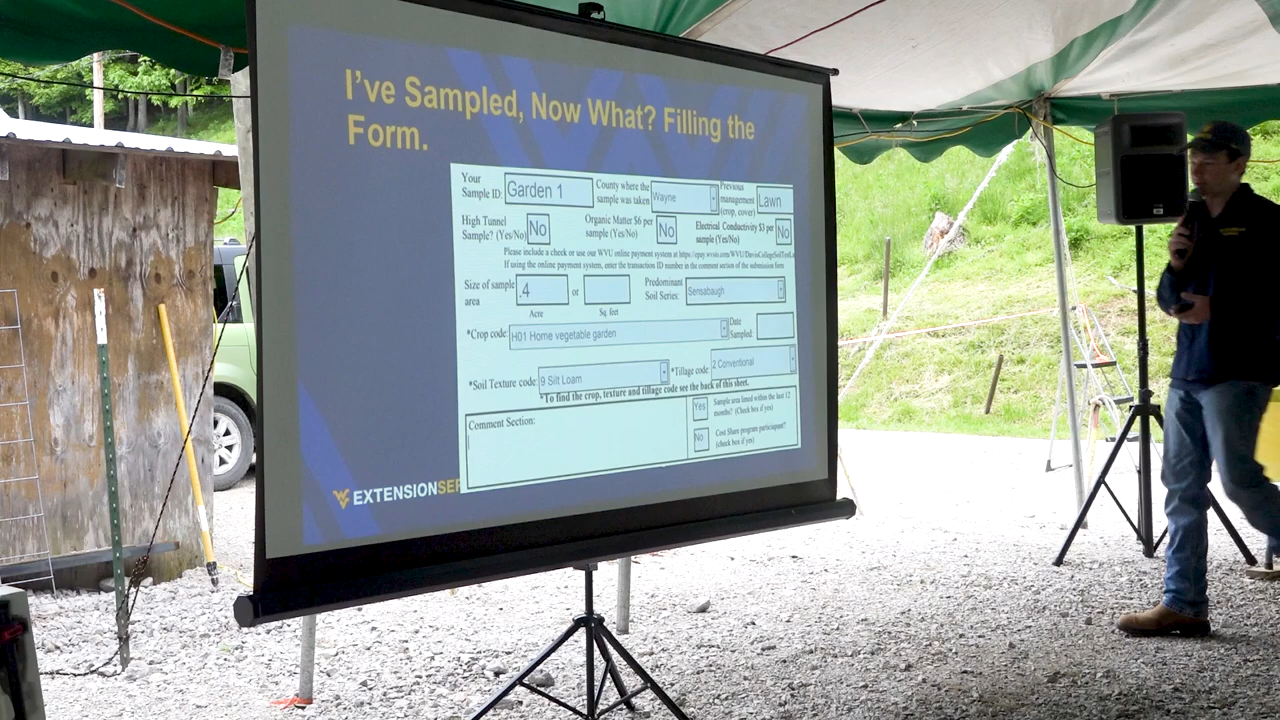 I've Sampled, Now What? Filling the
Form.
Your Sample ID: Garden 1 County where the sample was taken Wayne Previous management (crop, cover) Lawn
High Tunnel Sample? (Yes/No) No Organic Matter $6 per sample (Yes/No) No Electrical Conductivity $3 per sample (Yes/No) No
Please include a check or use our WVU online payment system at
If using the online payment system, enter the transaction ID number in the comment section of the submission form
Size of sample area .4 or Predominant Soil Series: Sensabaugh
Acre Sq. feet
*Crop code: H01 Home vegetable garden Date Sampled:
*Soil Texture code: 9 Silt Loam *Tillage code: 2 Conventional
*To find the crop, texture and tillage code see the back of this sheet.
Comment Section: Yes Sample area limed within the last 12 months? (Check box if yes)
No Cost Share program participant? (check box if yes)
EXTENSIONSER